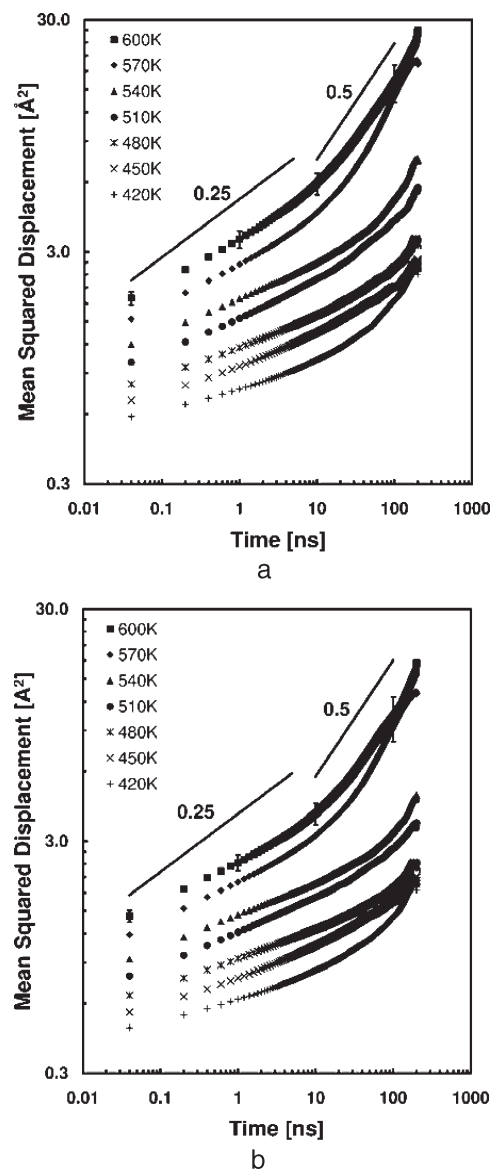 30.0
600K
570K
540K
510K
480K
450K
420K
0.5
0.25
3.0
0.3
Mean Squared Displacement [Å²]
0.01
0.1
1
10
100
1000
Time [ns]
a
30.0
600K
570K
540K
510K
480K
450K
420K
0.5
0.25
3.0
0.3
Mean Squared Displacement [Å²]
0.01
0.1
1
10
100
1000
Time [ns]
b